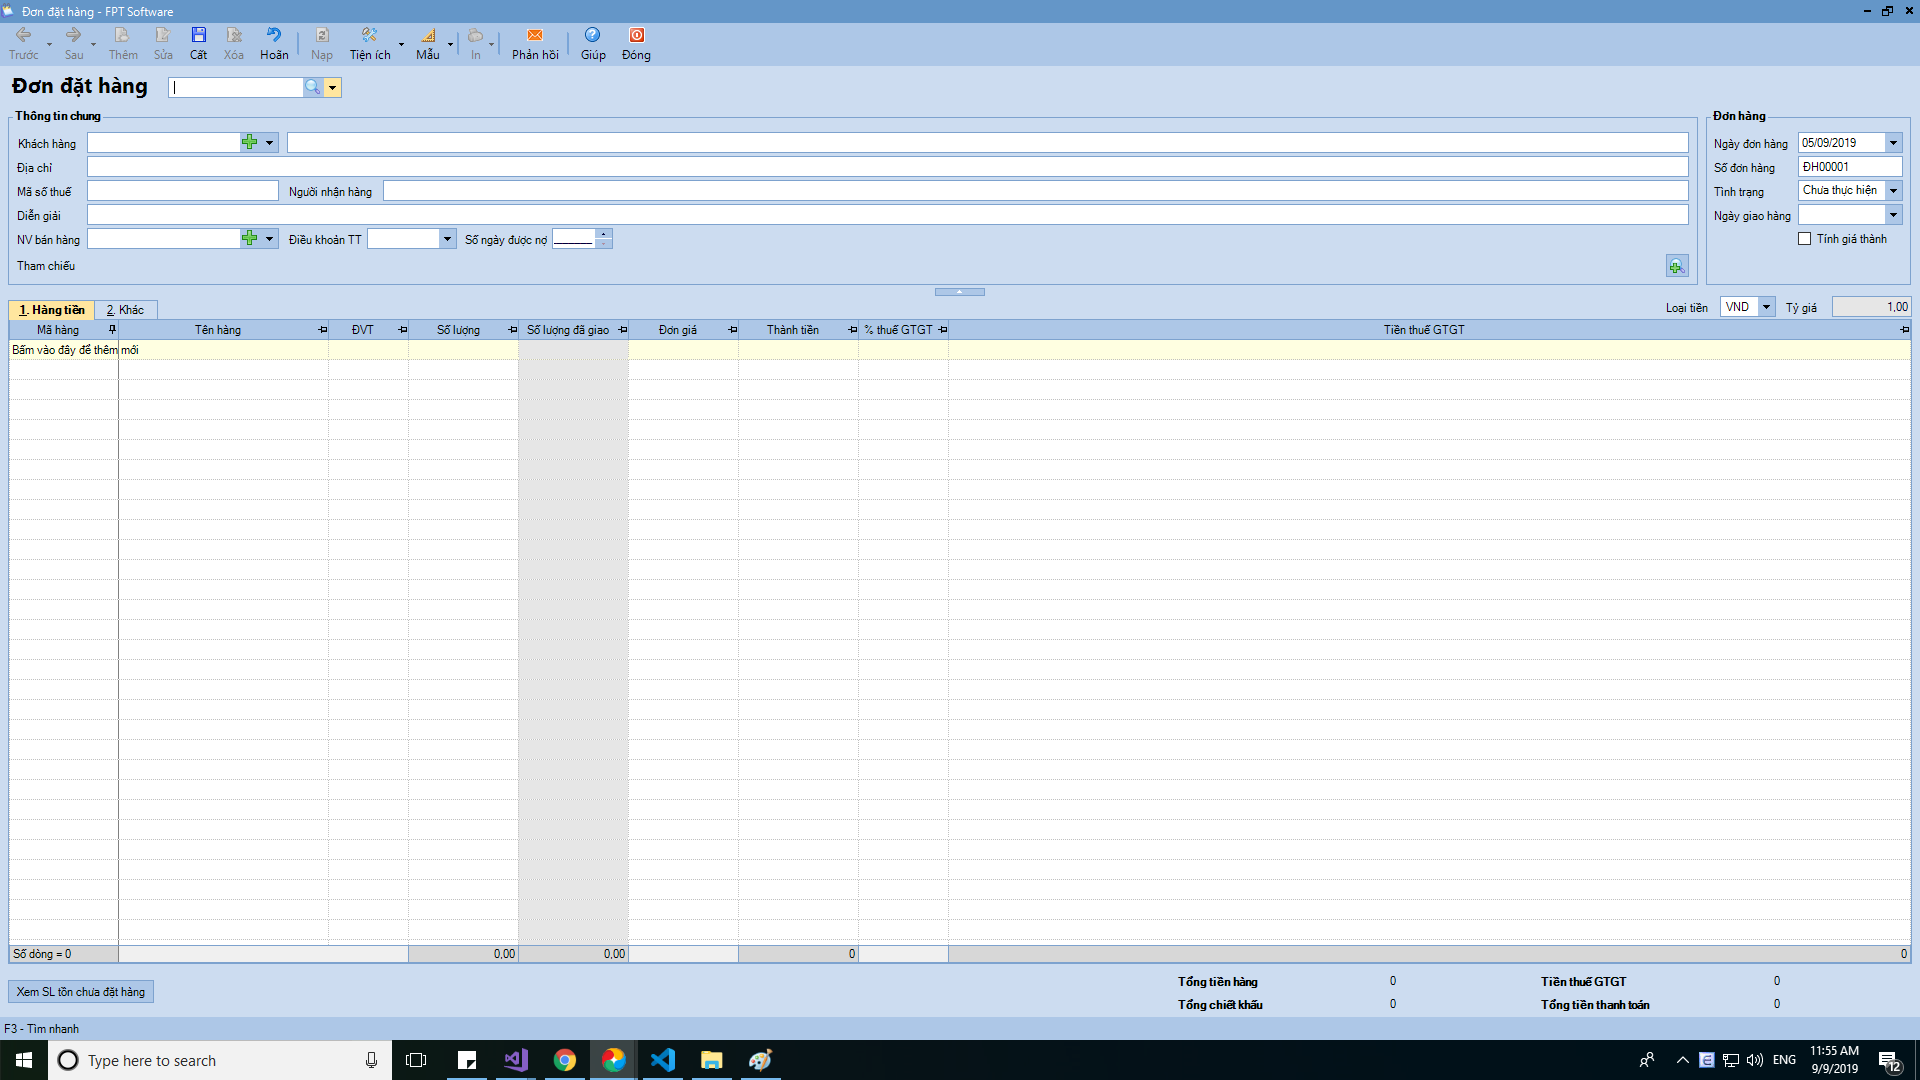 Đơn đặt hàng - FPT Software
Trước Sau Thêm Sửa Cất Xóa Hoãn Nạp Tiện ích Mẫu In Phản hồi Giúp Đóng
Đơn đặt hàng
Thông tin chung Đơn hàng
Khách hàng Ngày đơn hàng 05/09/2019
Địa chỉ Số đơn hàng ĐH00001
Mã số thuế Người nhận hàng Tình trạng Chưa thực hiện
Diễn giải Ngày giao hàng
NV bán hàng Điều khoản TT Số ngày được nợ Tính giá thành
Tham chiếu
1. Hàng tiền 2. Khác Loại tiền VND Tỷ giá 1,00
Mã hàng Tên hàng ĐVT Số lượng Số lượng đã giao Đơn giá Thành tiền % thuế GTGT Tiền thuế GTGT
Bấm vào đây để thêm mới
Số dòng = 0 0,00 0,00 0 0
Tổng tiền hàng 0 Tiền thuế GTGT 0
Xem SL tồn chưa đặt hàng
Tổng chiết khấu 0 Tổng tiền thanh toán 0
F3 - Tìm nhanh
Type here to search ENG 11:55 AM
9/9/2019 12